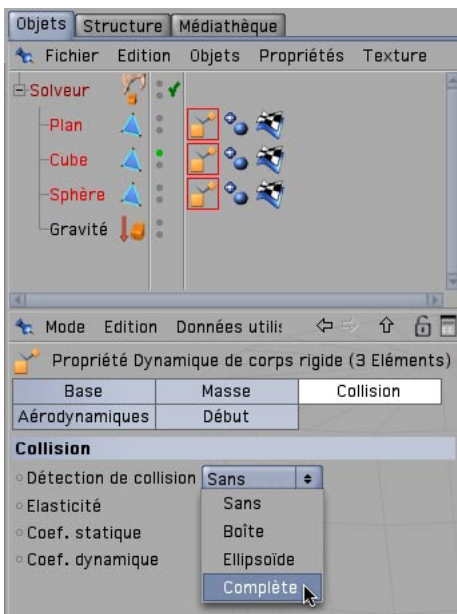 Objets Structure Médiathèque
Fichier Edition Objets Propriétés Texture
Solveur
Plan
Cube
Sphère
Gravité
Mode Edition Données utili
Propriété Dynamique de corps rigide (3 Eléments)
Base Masse Collision
Aérodynamiques Début
Collision
Détection de collision Sans
Elasticité Sans
Coef. statique Boîte
Coef. dynamique Ellipsoïde
Complète